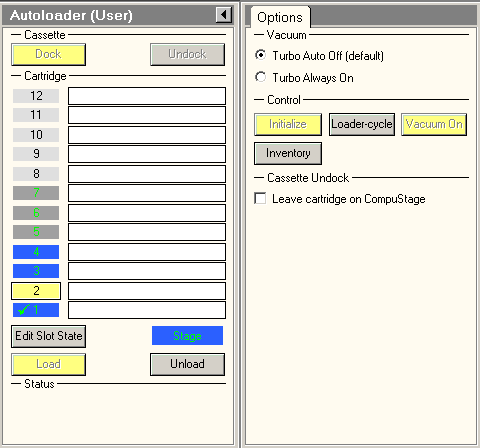 Autoloader (User)
Cassette
Dock
Undock
Cartridge
12
11
10
9
8
7
6
5
4
3
2
✓ 1
Edit Slot State
Stage
Load
Unload
Status
Options
Vacuum
Turbo Auto Off (default)
Turbo Always On
Control
Initialize
Loader-cycle
Vacuum On
Inventory
Cassette Undock
Leave cartridge on CompuStage